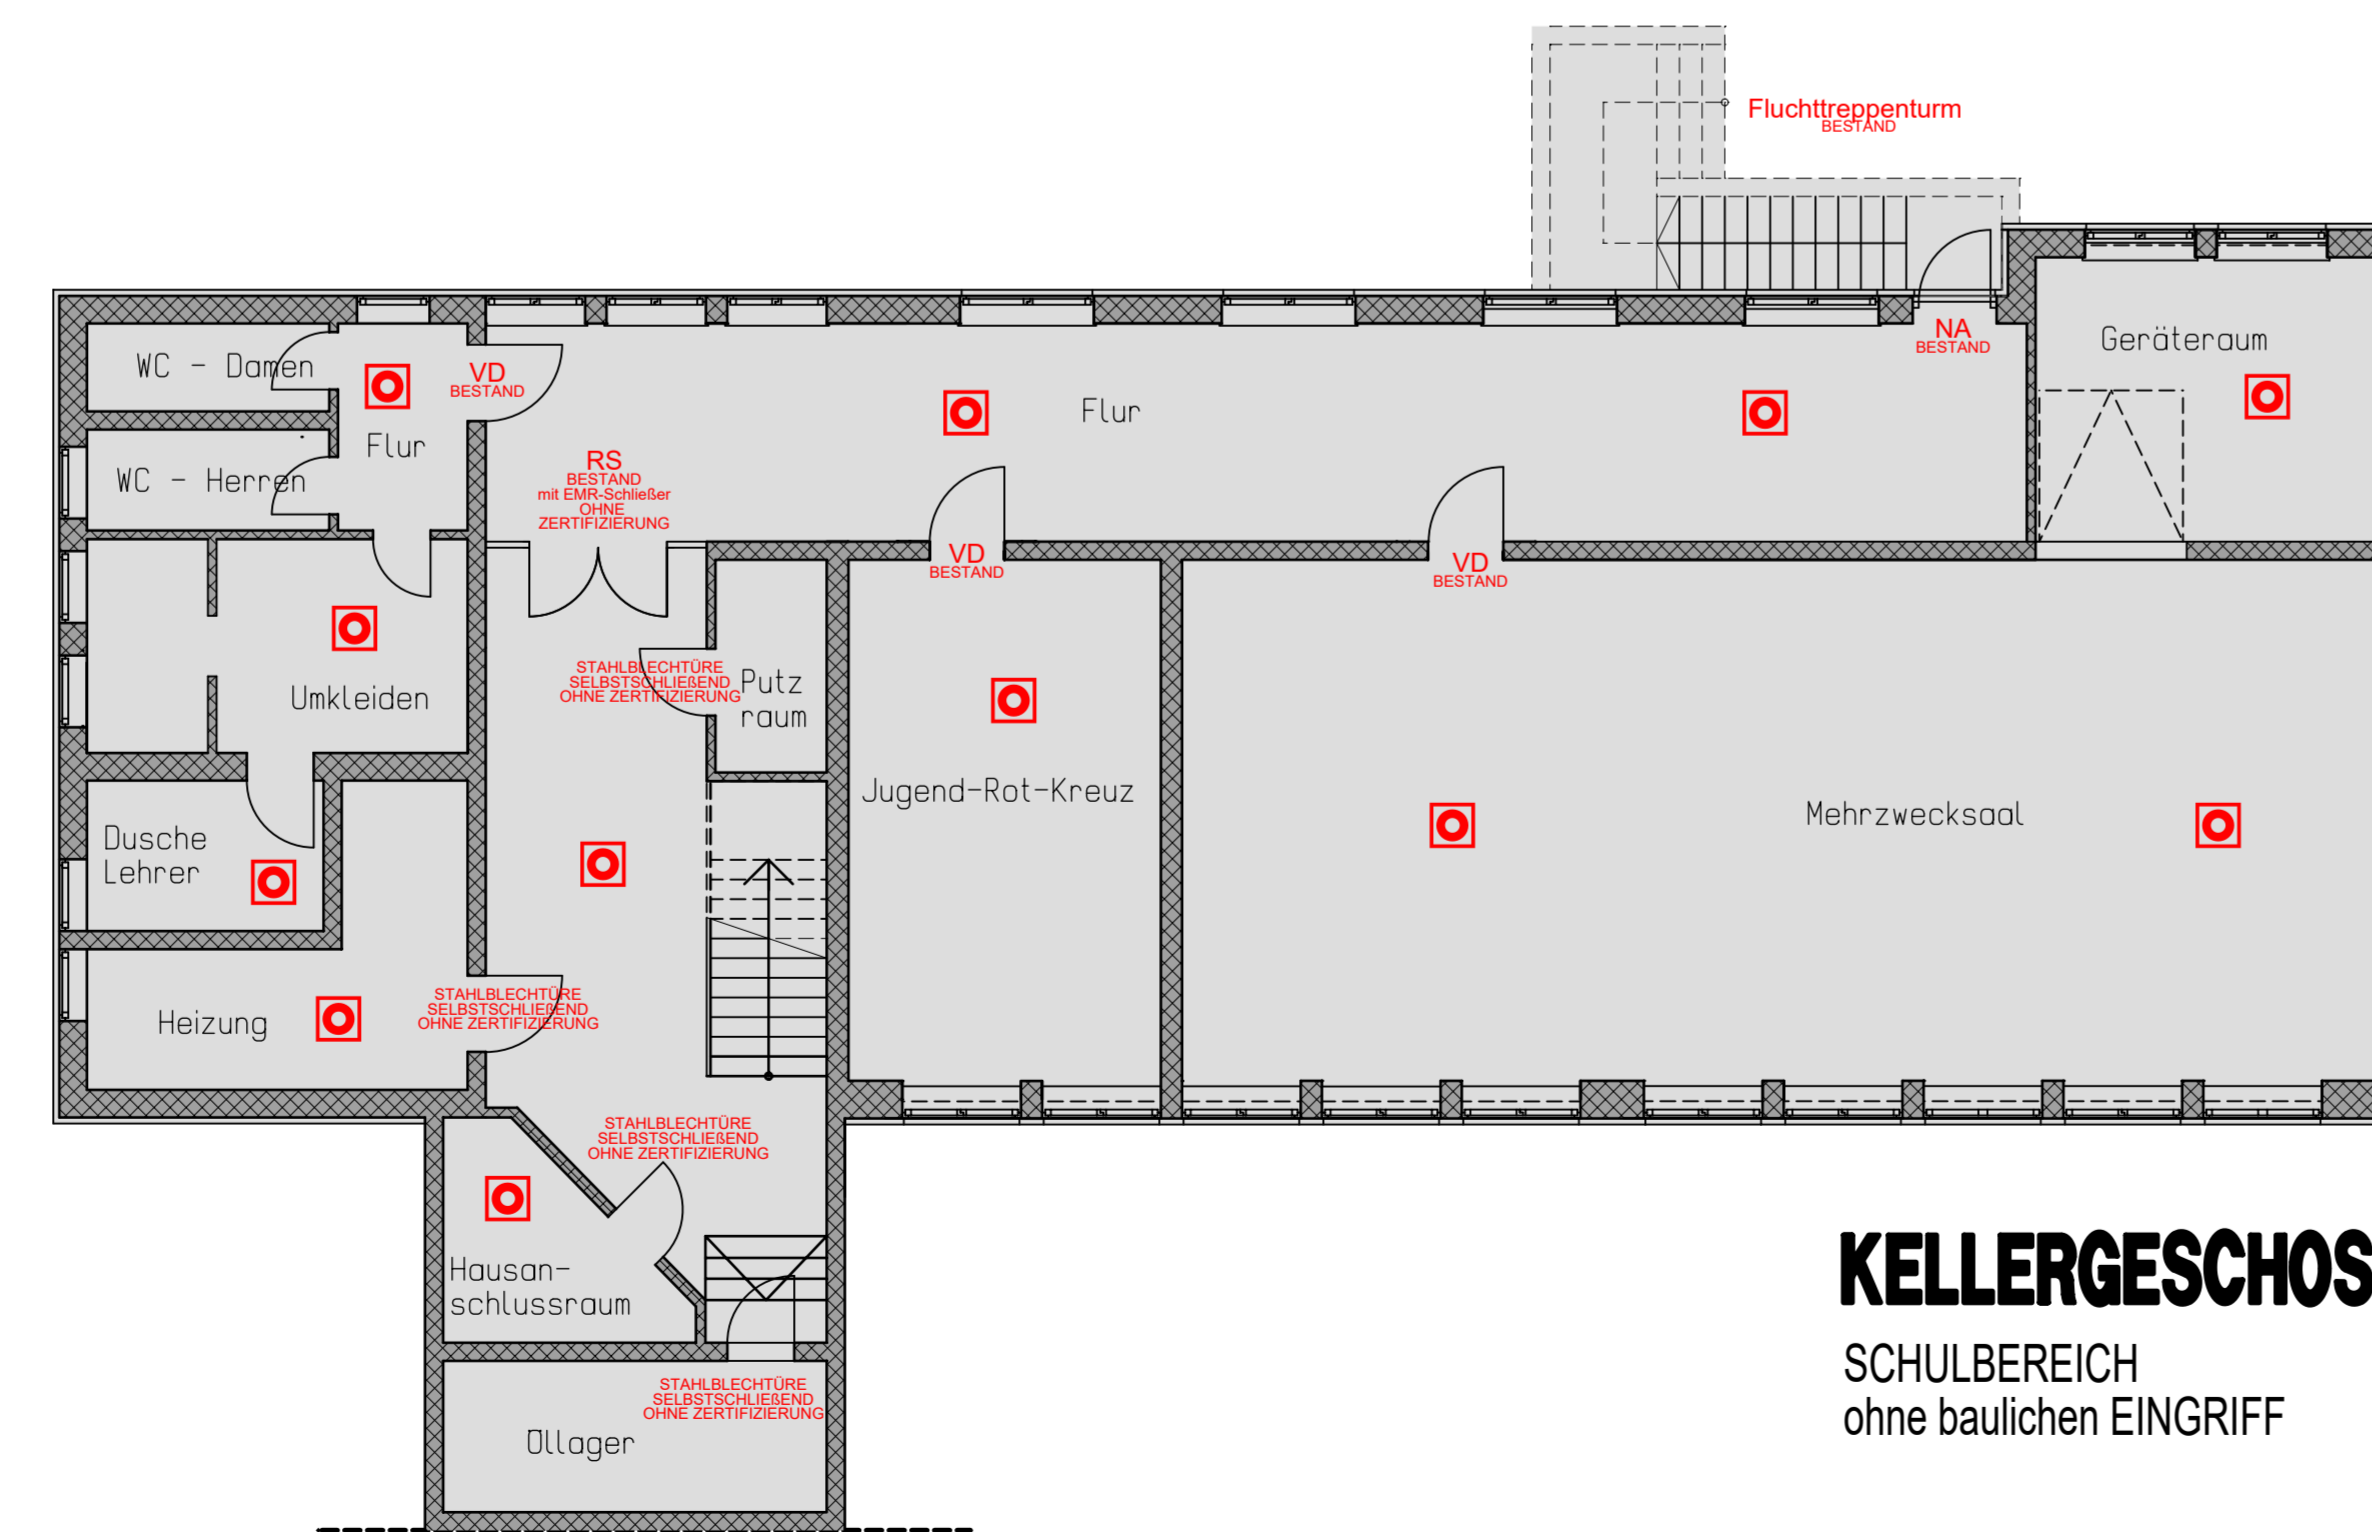 Fluchttreppenturm
BESTAND
NA
BESTAND
Geräteraum
WC - Damen
VD
BESTAND
Flur
Flur
WC - Herren
RS
BESTAND
mit EMR-Schließer
OHNE
ZERTIFIZIERUNG
VD
BESTAND
VD
BESTAND
STAHLBLECHTÜRE
SELBSTSCHLIEßEND
OHNE ZERTIFIZIERUNG
Putz
raum
Umkleiden
Jugend-Rot-Kreuz
Mehrzwecksaal
Dusche
Lehrer
STAHLBLECHTÜRE
SELBSTSCHLIEßEND
OHNE ZERTIFIZIERUNG
Heizung
STAHLBLECHTÜRE
SELBSTSCHLIEßEND
OHNE ZERTIFIZIERUNG
Hausan-
schlussraum
STAHLBLECHTÜRE
SELBSTSCHLIEßEND
OHNE ZERTIFIZIERUNG
Öllager
KELLERGESCHOS
SCHULBEREICH
ohne baulichen EINGRIFF